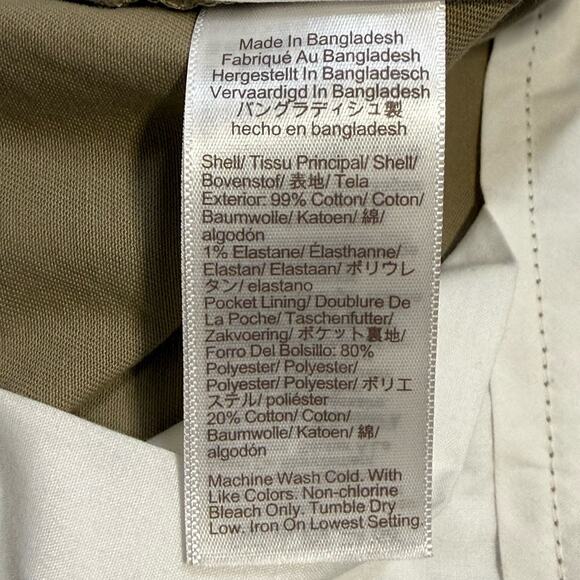 Made In Bangladesh
Fabriqué Au Bangladesh
Hergestellt In Bangladesch
Vervaardigd In Bangladesh
バングラディシュ製
hecho en bangladesh
Shell/ Tissu Principal/ Shell/
Bovenstof/ 表地/ Tela
Exterior: 99% Cotton/ Coton/
Baumwolle/ Katoen/ 綿/
algodón
1% Elastane/ Élasthanne/
Elastan/ Elastaan/ ポリウレ
タン/ elastano
Pocket Lining/ Doublure De
La Poche/ Taschenfutter/
Zakvoering/ ポケット裏地/
Forro Del Bolsillo: 80%
Polyester/ Polyester/
Polyester/ Polyester/ ポリエ
ステル/ poliéster
20% Cotton/ Coton/
Baumwolle/ Katoen/ 綿/
algodón
Machine Wash Cold. With
Like Colors. Non-chlorine
Bleach Only. Tumble Dry
Low. Iron On Lowest Setting.